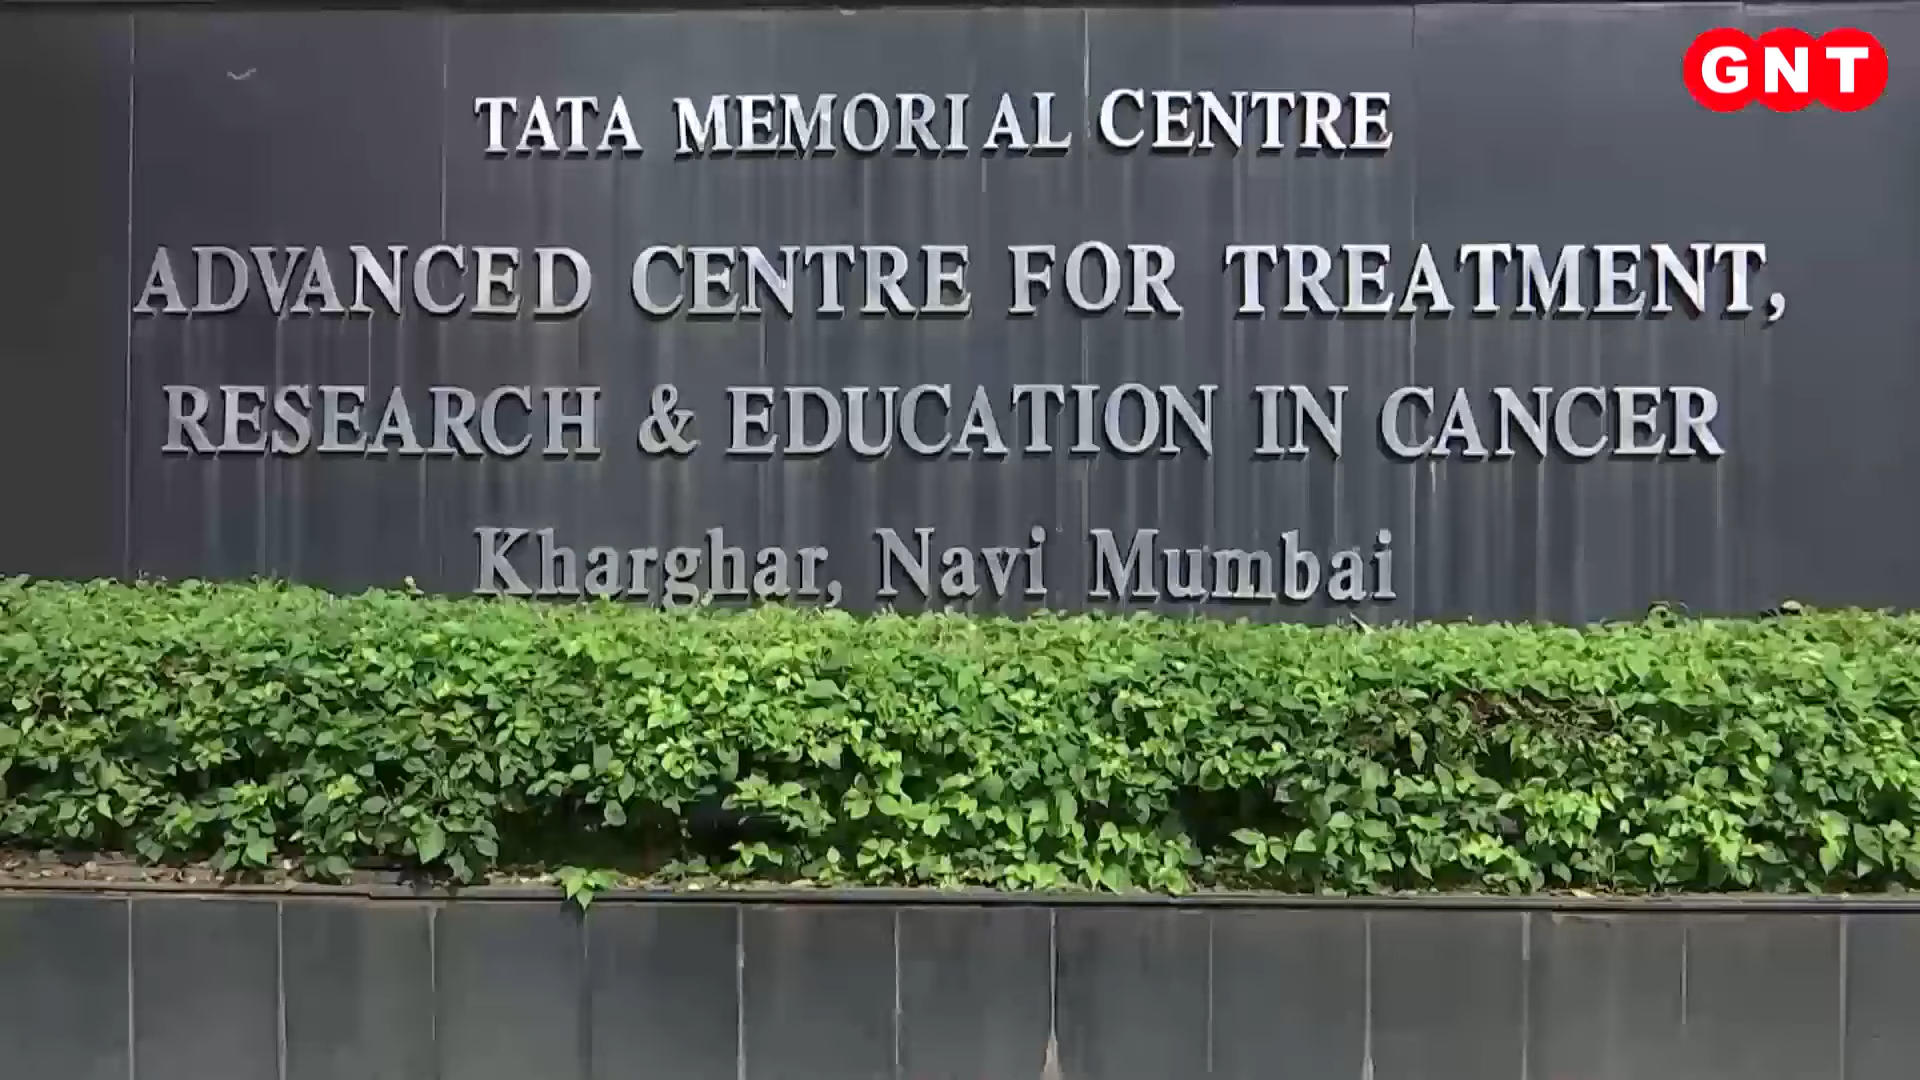 GNT
TATA MEMORIAL CENTRE
ADVANCED CENTRE FOR TREATMENT,
RESEARCH & EDUCATION IN CANCER
Kharghar, Navi Mumbai